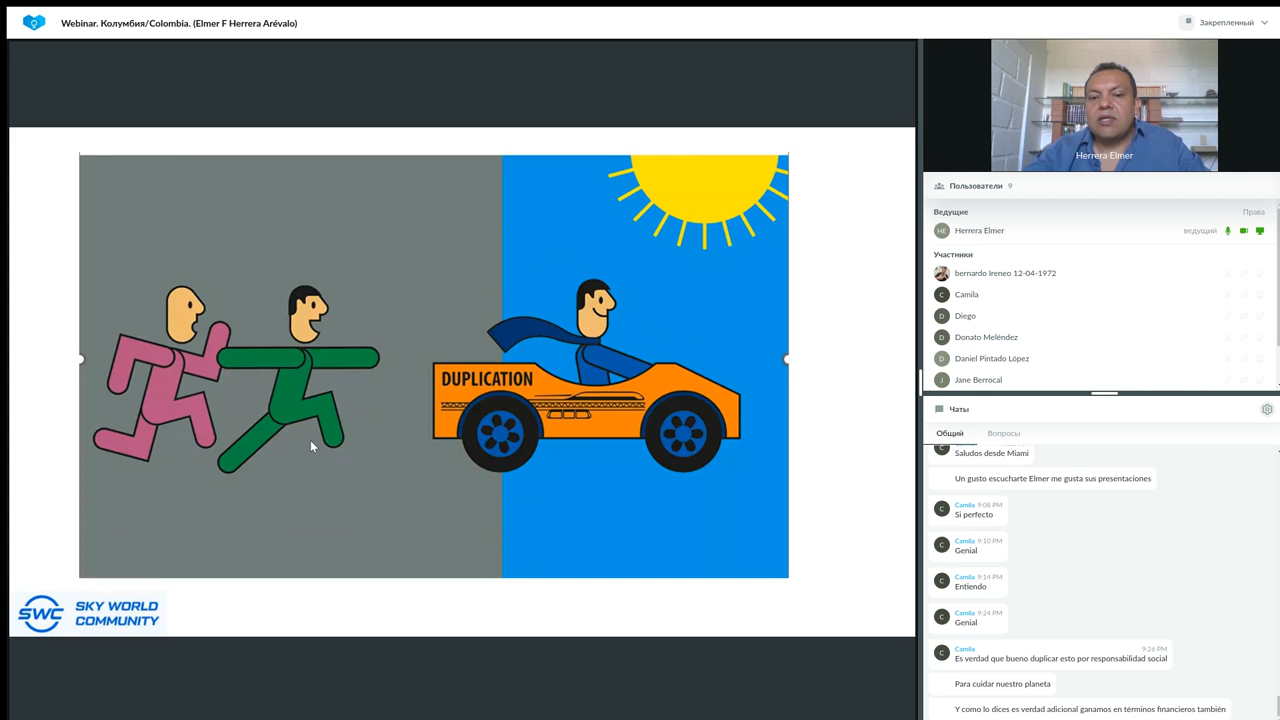 Webinar. Колумбия/Colombia. (Elmer F Herrera Arévalo)
Закрепленный
DUPLICATION
SWC
SKY WORLD
COMMUNITY
Herrera Elmer
Пользователи 9
Ведущие
Права
HE
Herrera Elmer
ведущий
Участники
bernardo Ireneo 12-04-1972
C
Camila
D
Diego
D
Donato Meléndez
D
Daniel Pintado López
J
Jane Berrocal
Чаты
Общий
Вопросы
C
Saludos desde Miami
Un gusto escucharte Elmer me gusta sus presentaciones
C
Camila 9:08 PM
Si perfecto
C
Camila 9:10 PM
Genial
C
Camila 9:14 PM
Entiendo
C
Camila 9:24 PM
Genial
C
Camila 9:26 PM
Es verdad que bueno duplicar esto por responsabilidad social
Para cuidar nuestro planeta
Y como lo dices es verdad adicional ganamos en términos financieros también